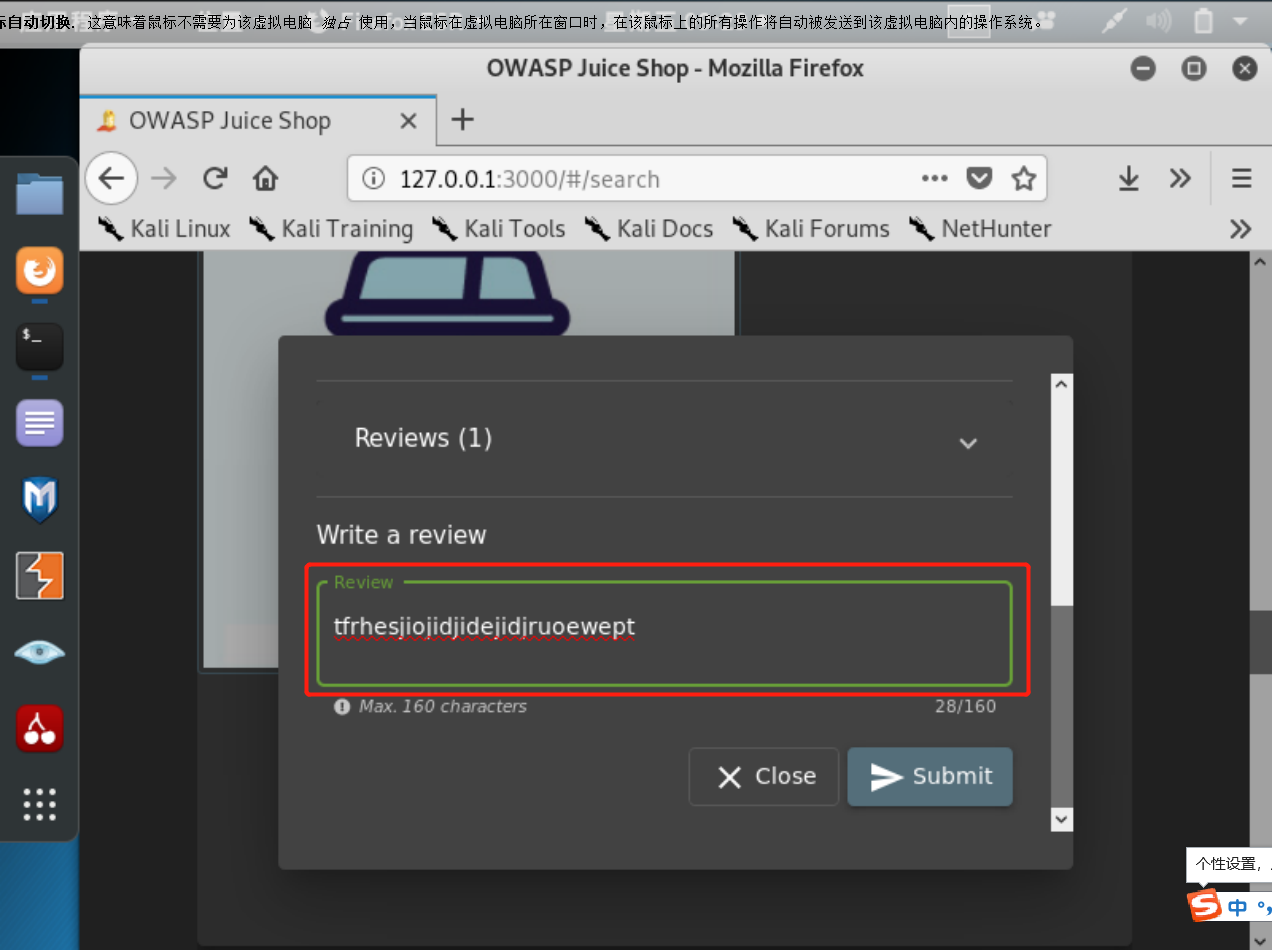 标自动切换. 这意味着鼠标不需要为该虚拟电脑 独占 使用，当鼠标在虚拟电脑所在窗口时，在该鼠标上的所有操作将自动被发送到该虚拟电脑内的操作系统。
OWASP Juice Shop - Mozilla Firefox
OWASP Juice Shop
127.0.0.1:3000/#/search
Kali Linux Kali Training Kali Tools Kali Docs Kali Forums NetHunter
$_
Reviews (1)
Write a review
Review
tfrhesjiojidjidejidjruoewept
Max. 160 characters 28/160
Close Submit
个性设置，
S 中 °,